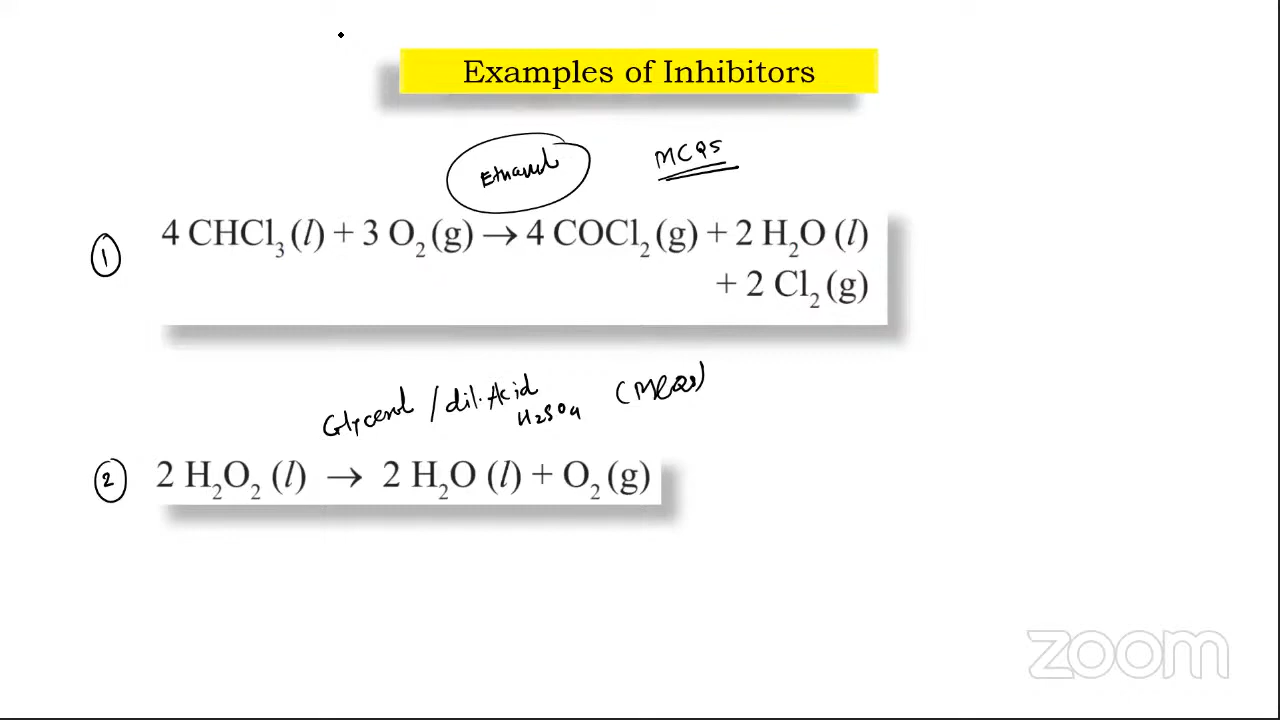 Examples of Inhibitors
Ethanol
MCQs
① 4 CHCl₃ (l) + 3 O₂ (g) → 4 COCl₂ (g) + 2 H₂O (l)
+ 2 Cl₂ (g)
Glycerol / dil. Acid (MCQs)
H₂SO₄
② 2 H₂O₂ (l) → 2 H₂O (l) + O₂ (g)
zoom